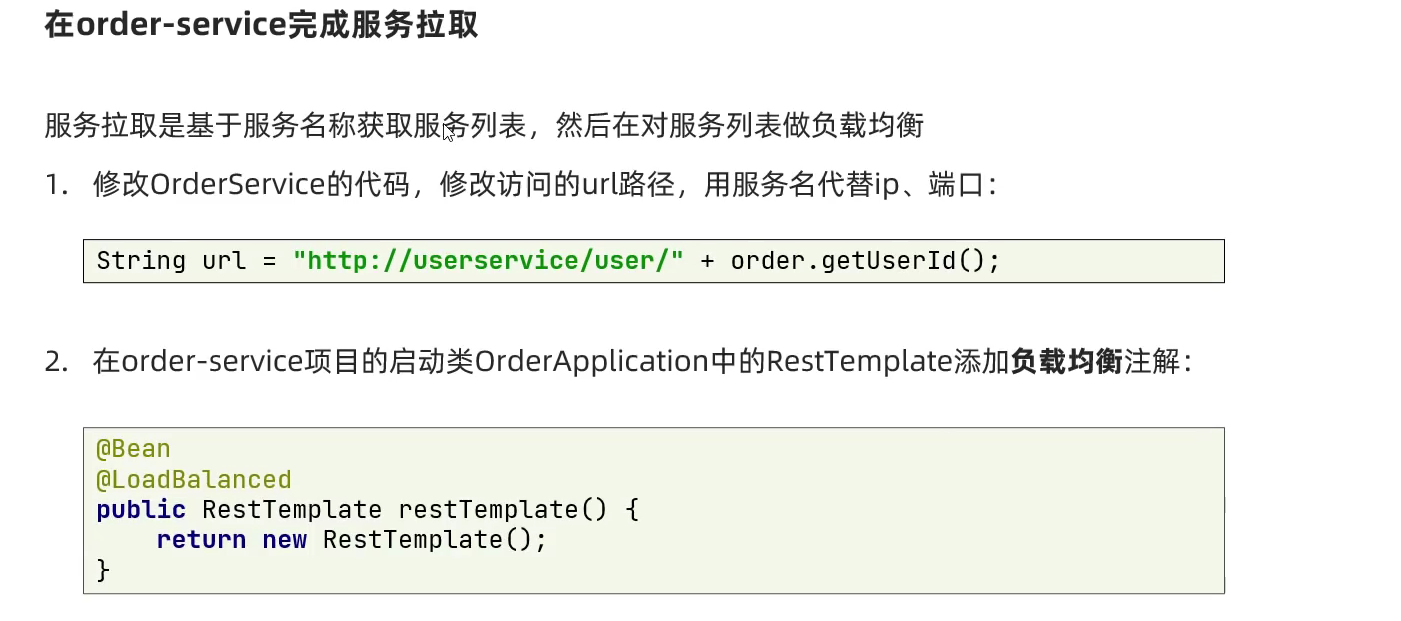 在order-service完成服务拉取
服务拉取是基于服务名称获取服务列表，然后在对服务列表做负载均衡
1. 修改OrderService的代码，修改访问的url路径，用服务名代替ip、端口：
String url = "http://userservice/user/" + order.getUserId();
2. 在order-service项目的启动类OrderApplication中的RestTemplate添加负载均衡注解：
@Bean
@LoadBalanced
public RestTemplate restTemplate() {
    return new RestTemplate();
}